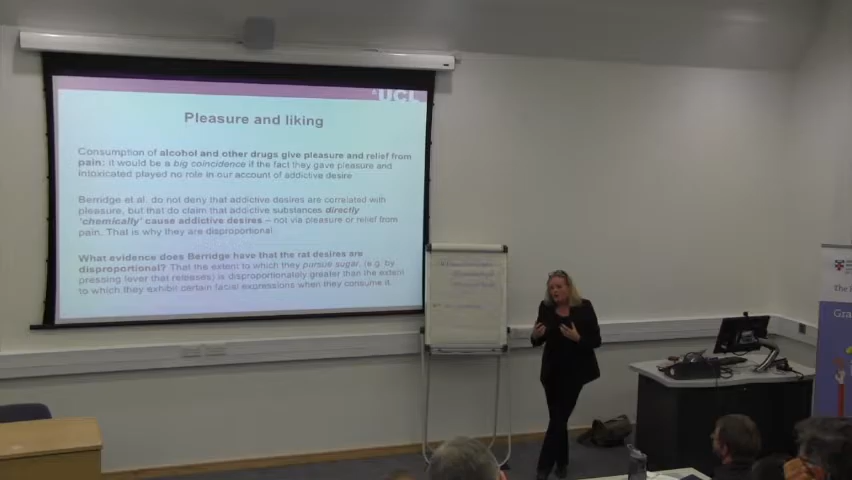 UCL
Pleasure and liking
Consumption of alcohol and other drugs give pleasure and relief from
pain: it would be a big coincidence if the fact they gave pleasure and
intoxicated played no role in our account of addictive desire
Berridge et al. do not deny that addictive desires are correlated with
pleasure, but that do claim that addictive substances directly
'chemically' cause addictive desires – not via pleasure or relief from
pain. That is why they are disproportional.
What evidence does Berridge have that the rat desires are
disproportional? That the extent to which they pursue sugar, (e.g. by
pressing lever that releases) is disproportionately greater than the extent
to which they exhibit certain facial expressions when they consume it.
the
Gra